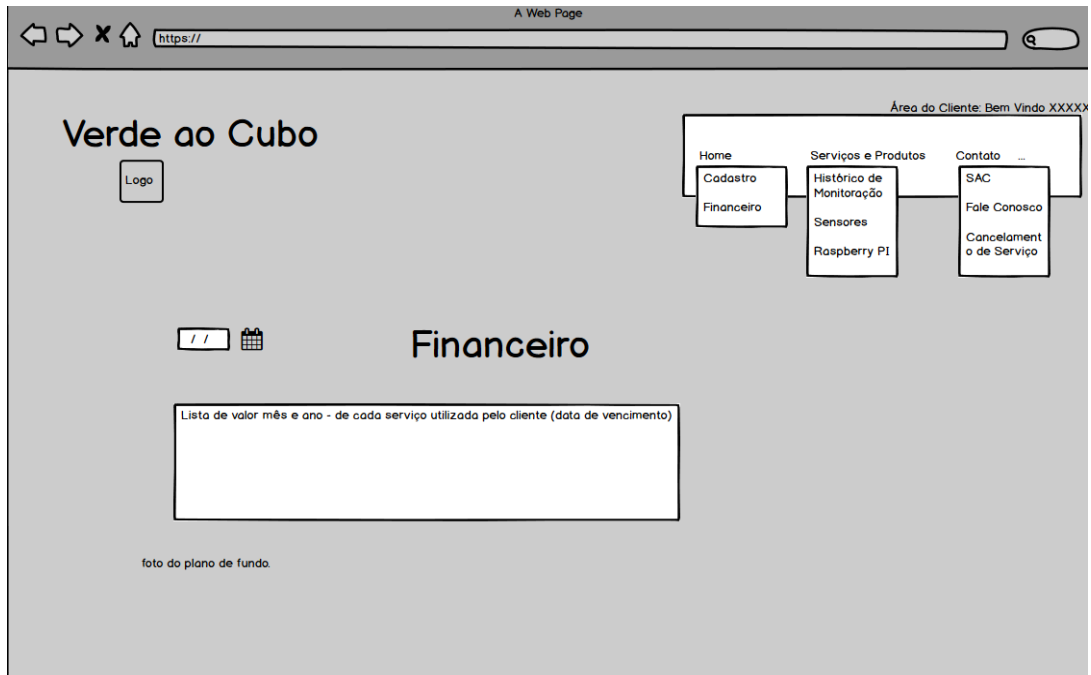 A Web Page
https://
Área do Cliente: Bem Vindo XXXXX
Verde ao Cubo
Logo
Home Serviços e Produtos Contato ...
Cadastro
Financeiro
Histórico de
Monitoração
Sensores
Raspberry PI
SAC
Fale Conosco
Cancelament
o de Serviço
/ /
Financeiro
Lista de valor mês e ano - de cada serviço utilizada pelo cliente (data de vencimento)
foto do plano de fundo.